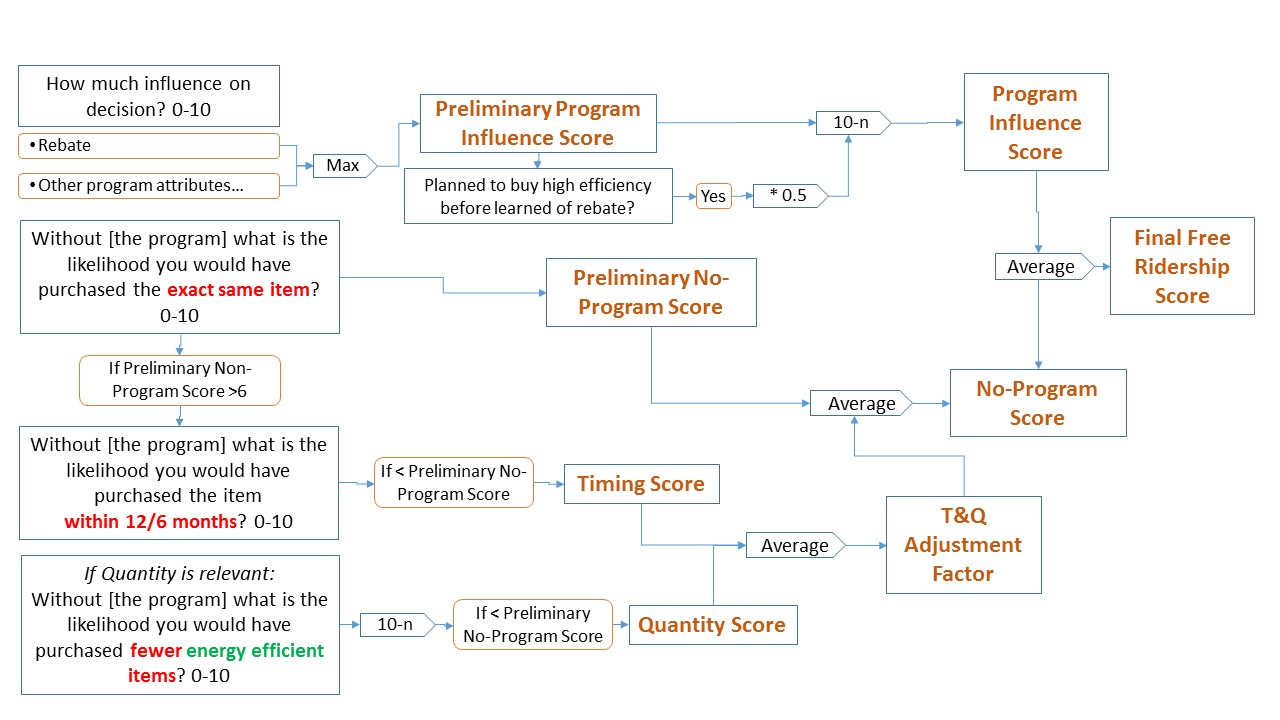 How much influence on
decision? 0-10
•Rebate
•Other program attributes...
Max
Preliminary Program
Influence Score
Planned to buy high efficiency
before learned of rebate?
Yes
* 0.5
10-n
Program
Influence
Score
Without [the program] what is the
likelihood you would have
purchased the exact same item?
0-10
Preliminary No-
Program Score
Average
Final Free
Ridership
Score
If Preliminary Non-
Program Score >6
Average
No-Program
Score
Without [the program] what is the
likelihood you would have
purchased the item
within 12/6 months? 0-10
If < Preliminary No-
Program Score
Timing Score
Average
T&Q
Adjustment
Factor
If Quantity is relevant:
Without [the program] what is the
likelihood you would have
purchased fewer energy efficient
items? 0-10
10-n
If < Preliminary
No-Program Score
Quantity Score